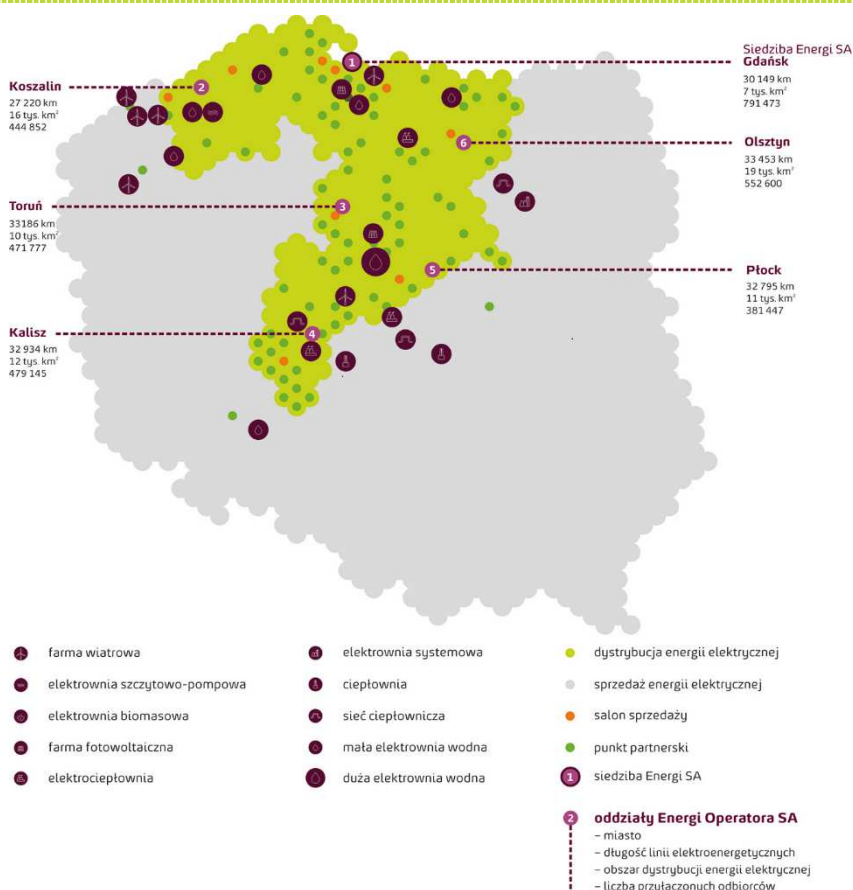 Siedziba Energi SA
Gdańsk
30 149 km
7 tys. km²
791 473
Koszalin
27 220 km
16 tys. km²
444 852
Olsztyn
33 453 km
19 tys. km²
552 600
Toruń
33186 km
10 tys. km²
471 777
Płock
32 795 km
11 tys. km²
381 447
Kalisz
32 934 km
12 tys. km²
479 145
1
2
6
3
5
4
farma wiatrowa
elektrownia szczytowo-pompowa
elektrownia biomasowa
farma fotowoltaiczna
elektrociepłownia
elektrownia systemowa
ciepłownia
sieć ciepłownicza
mała elektrownia wodna
duża elektrownia wodna
dystrybucja energii elektrycznej
sprzedaż energii elektrycznej
salon sprzedaży
punkt partnerski
1 siedziba Energi SA
2 oddziały Energi Operatora SA
– miasto
– długość linii elektroenergetycznych
– obszar dystrybucji energii elektrycznej
– liczba przyłączonych odbiorców